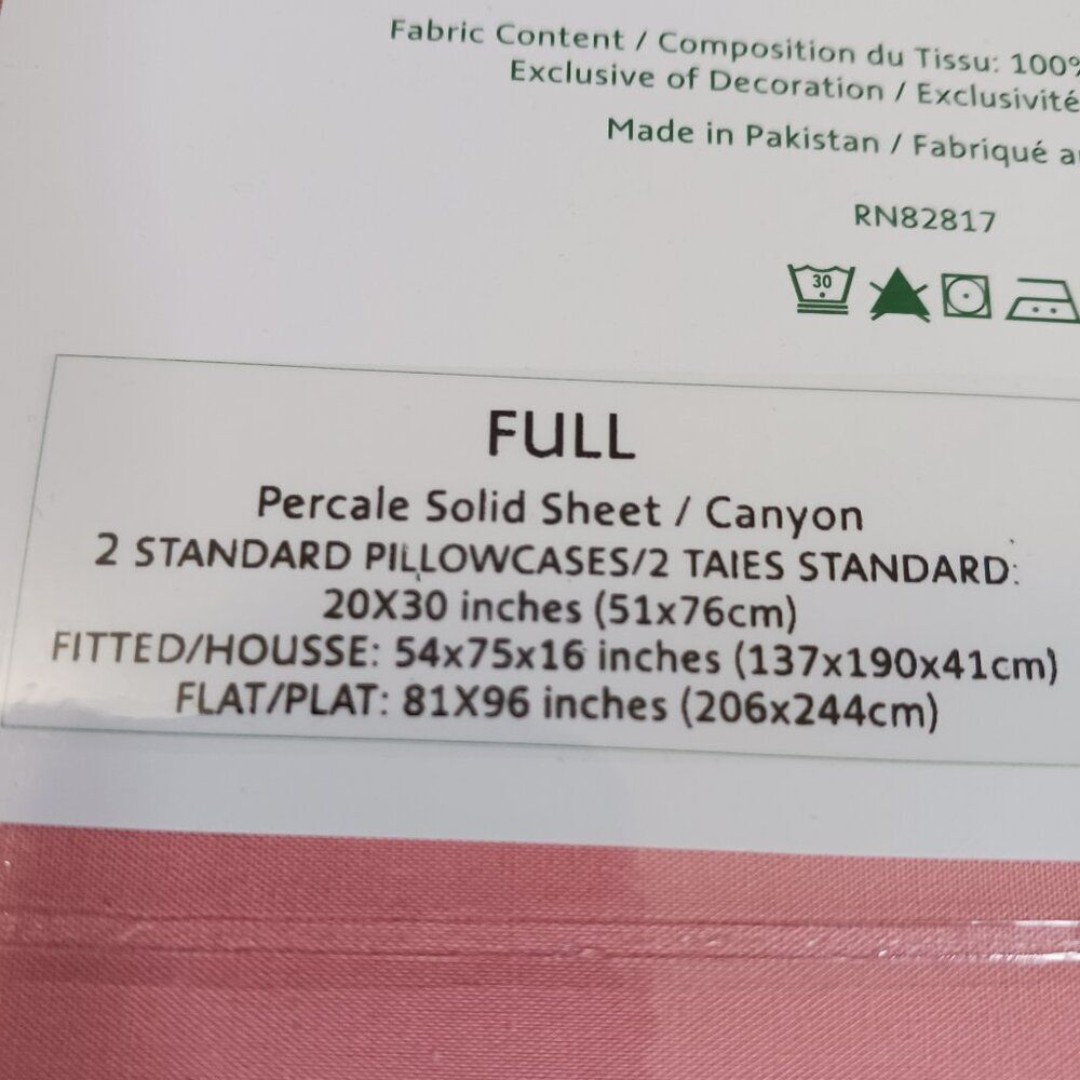 Fabric Content / Composition du Tissu: 100%
Exclusive of Decoration / Exclusivité
Made in Pakistan / Fabriqué au
RN82817
30
FULL
Percale Solid Sheet / Canyon
2 STANDARD PILLOWCASES/2 TAIES STANDARD:
20X30 inches (51x76cm)
FITTED/HOUSSE: 54x75x16 inches (137x190x41cm)
FLAT/PLAT: 81X96 inches (206x244cm)